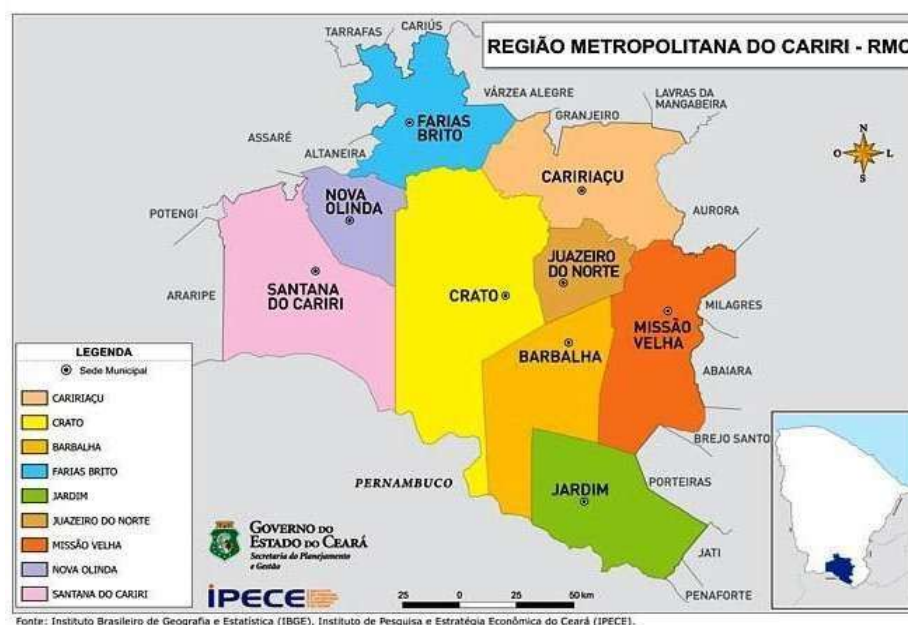 REGIÃO METROPOLITANA DO CARIRI - RMC
CARIÚS
TARRAFAS
VÁRZEA ALEGRE
LAVRAS DA
MANGABEIRA
GRANJEIRO
FARIAS
BRITO
ASSARÉ
ALTANEIRA
N
O
L
S
CARIRIAÇU
NOVA
OLINDA
POTENGI
AURORA
JUAZEIRO
DO NORTE
SANTANA
DO CARIRI
ARARIPE
CRATO
MILAGRES
MISSÃO
VELHA
BARBALHA
ABAIARA
LEGENDA
Sede Municipal
CARIRIAÇU
CRATO
BARBALHA
FARIAS BRITO
JARDIM
JUAZEIRO DO NORTE
MISSÃO VELHA
NOVA OLINDA
SANTANA DO CARIRI
BREJO SANTO
PERNAMBUCO
PORTEIRAS
JARDIM
JATI
PENAFORTE
GOVERNO DO
ESTADO DO CEARÁ
Secretaria do Planejamento
e Gestão
IPECE
25 0 25 50 km
Fonte: Instituto Brasileiro de Geografia e Estatística (IBGE), Instituto de Pesquisa e Estratégia Econômica do Ceará (IPECE).